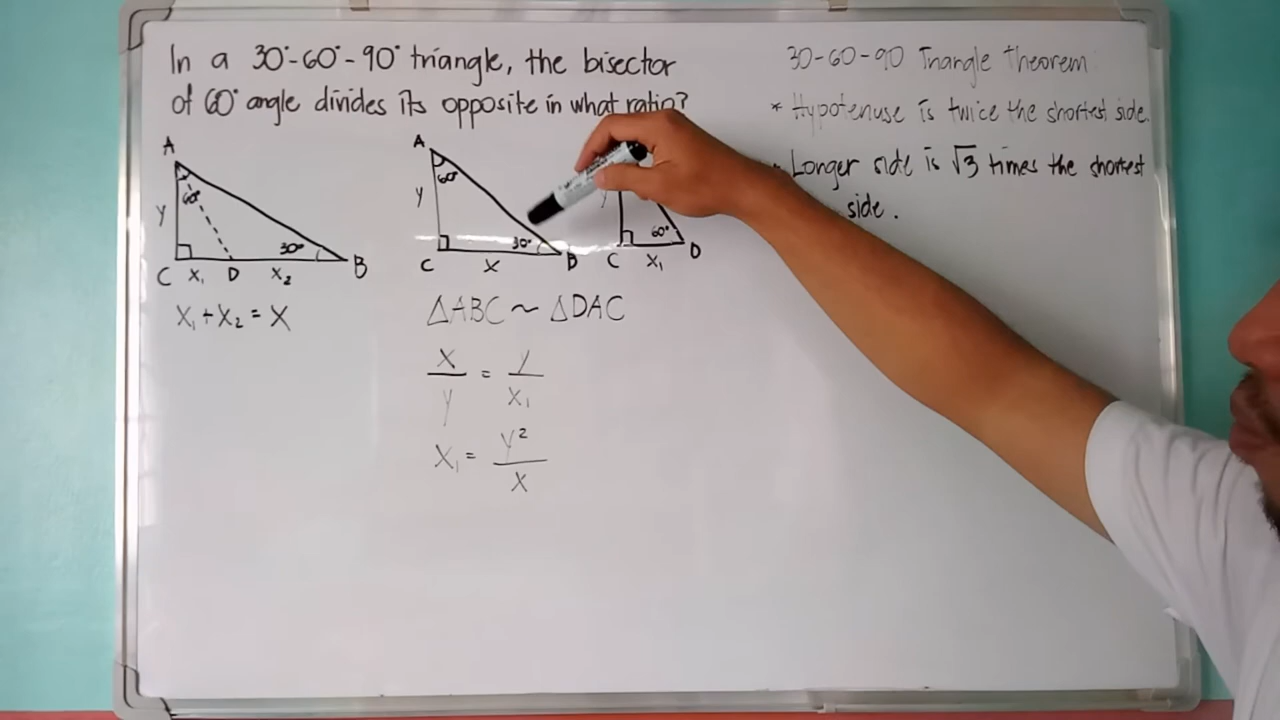 In a 30°-60°-90° triangle, the bisector
of 60° angle divides its opposite in what ratio?
30-60-90 Triangle Theorem
* Hypotenuse is twice the shortest side.
Longer side is √3 times the shortest
side.
A
60°
y
30°
C x₁ D x₂ B
x₁+x₂ = x
A
60°
y
30°
C x B
y
60°
C x₁ D
△ABC ~ △DAC
x/y = y/x₁
x₁ = y²/x